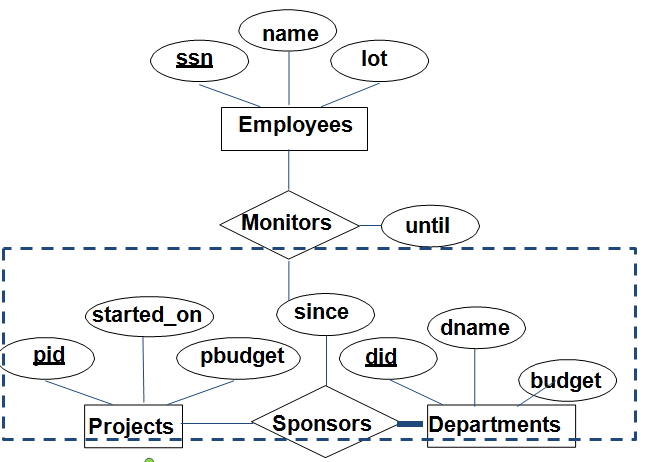 name
ssn
lot
Employees
Monitors
until
started_on
since
dname
pid
pbudget
did
budget
Projects
Sponsors
Departments